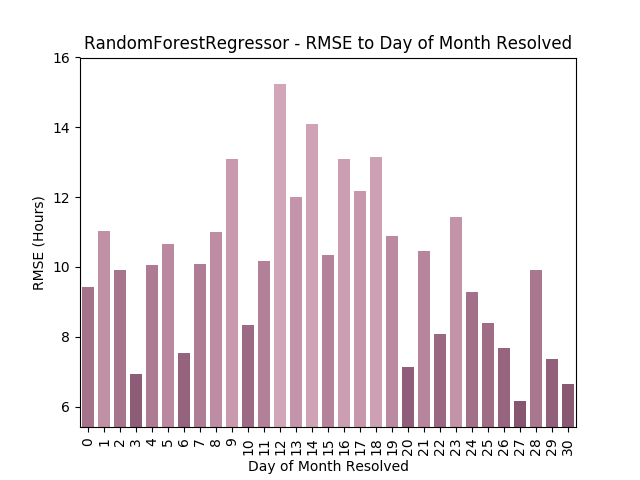 RandomForestRegressor - RMSE to Day of Month Resolved
16
14
12
10
8
6
RMSE (Hours)
0 1 2 3 4 5 6 7 8 9 10 11 12 13 14 15 16 17 18 19 20 21 22 23 24 25 26 27 28 29 30
Day of Month Resolved